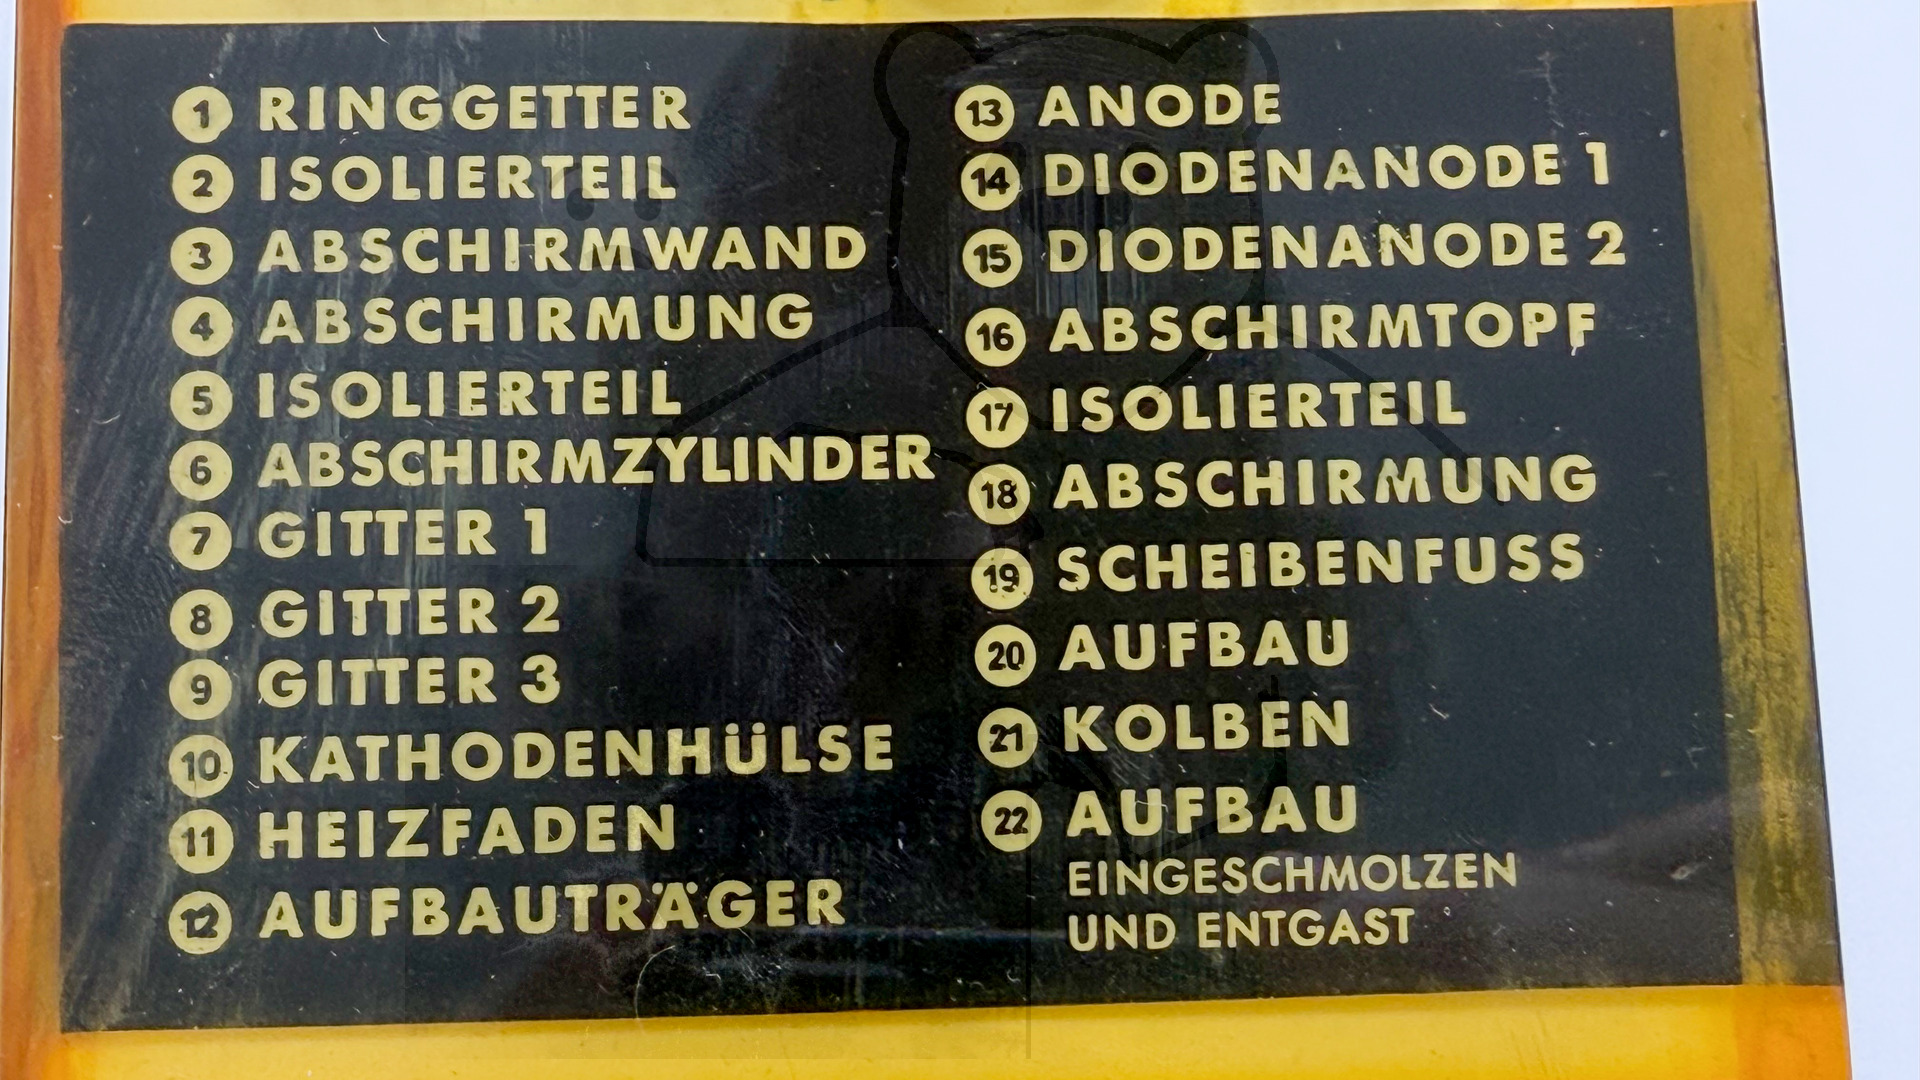 1 RINGGETTER
2 ISOLIERTEIL
3 ABSCHIRMWAND
4 ABSCHIRMUNG
5 ISOLIERTEIL
6 ABSCHIRMZYLINDER
7 GITTER 1
8 GITTER 2
9 GITTER 3
10 KATHODENHÜLSE
11 HEIZFADEN
12 AUFBAUTRÄGER
13 ANODE
14 DIODENANODE 1
15 DIODENANODE 2
16 ABSCHIRMTOPF
17 ISOLIERTEIL
18 ABSCHIRMUNG
19 SCHEIBENFUSS
20 AUFBAU
21 KOLBEN
22 AUFBAU
EINGESCHMOLZEN
UND ENTGAST